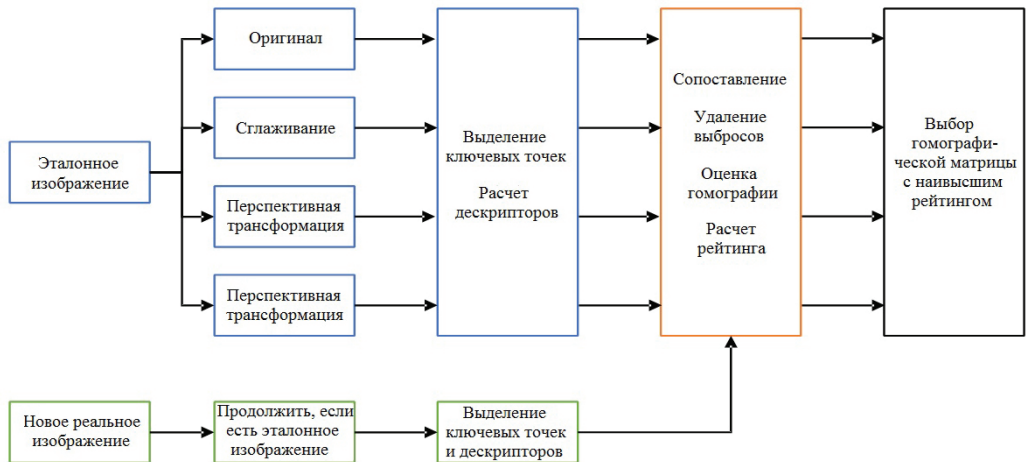 Эталонное
изображение
Оригинал
Сглаживание
Перспективная
трансформация
Перспективная
трансформация
Выделение
ключевых точек
Расчет
дескрипторов
Сопоставление
Удаление
выбросов
Оценка
гомографии
Расчет
рейтинга
Выбор
гомографи-
ческой матрицы
с наивысшим
рейтингом
Новое реальное
изображение
Продолжить, если
есть эталонное
изображение
Выделение
ключевых точек
и дескрипторов